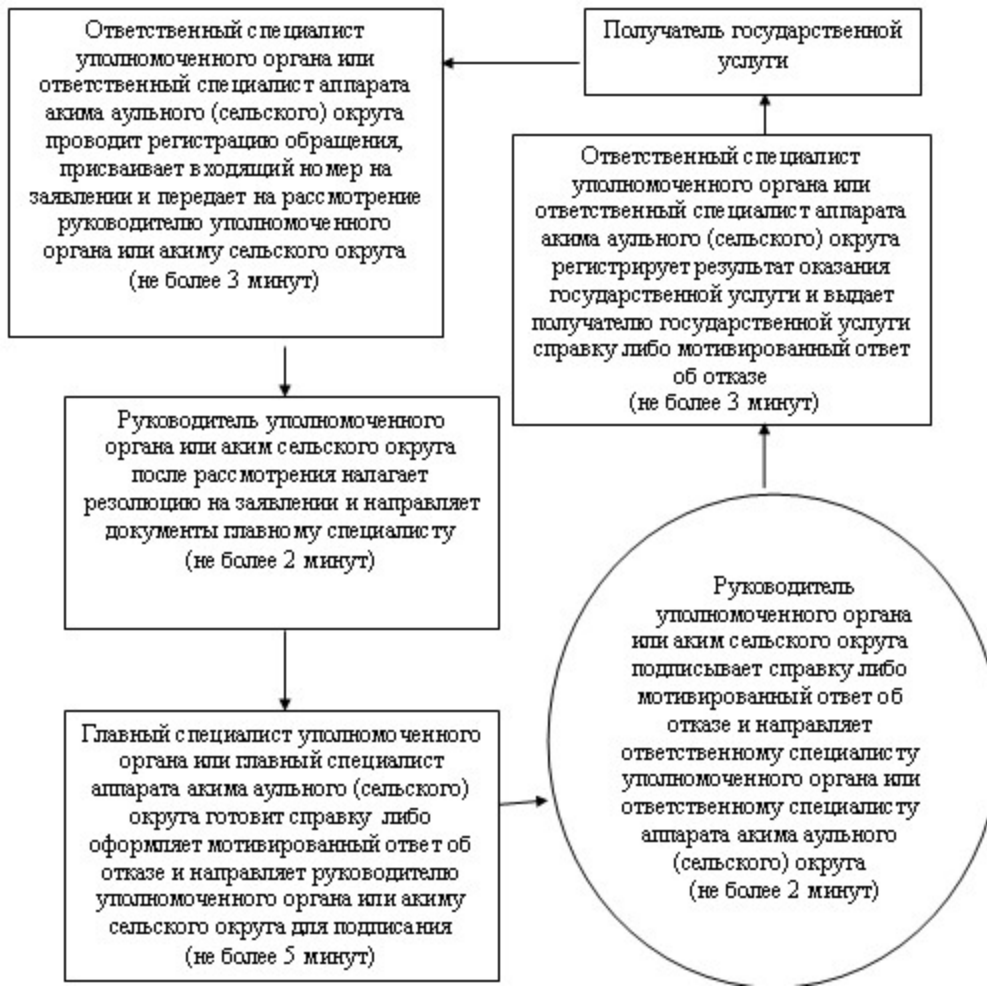 Ответственный специалист
уполномоченного органа или
ответственный специалист аппарата
акима аульного (сельского) округа
проводит регистрацию обращения,
присваивает входящий номер на
заявлении и передает на рассмотрение
руководителю уполномоченного
органа или акиму сельского округа
(не более 3 минут)
Руководитель уполномоченного
органа или аким сельского округа
после рассмотрения налагает
резолюцию на заявлении и направляет
документы главному специалисту
(не более 2 минут)
Главный специалист уполномоченного
органа или главный специалист
аппарата акима аульного (сельского)
округа готовит справку либо
оформляет мотивированный ответ об
отказе и направляет руководителю
уполномоченного органа или акиму
сельского округа для подписания
(не более 5 минут)
Руководитель
уполномоченного органа
или аким сельского округа
подписывает справку либо
мотивированный ответ об
отказе и направляет
ответственному специалисту
уполномоченного органа или
ответственному специалисту
аппарата акима аульного
(сельского) округа
(не более 2 минут)
Ответственный специалист
уполномоченного органа или
ответственный специалист аппарата
акима аульного (сельского) округа
регистрирует результат оказания
государственной услуги и выдает
получателю государственной услуги
справку либо мотивированный ответ
об отказе
(не более 3 минут)
Получатель государственной
услуги